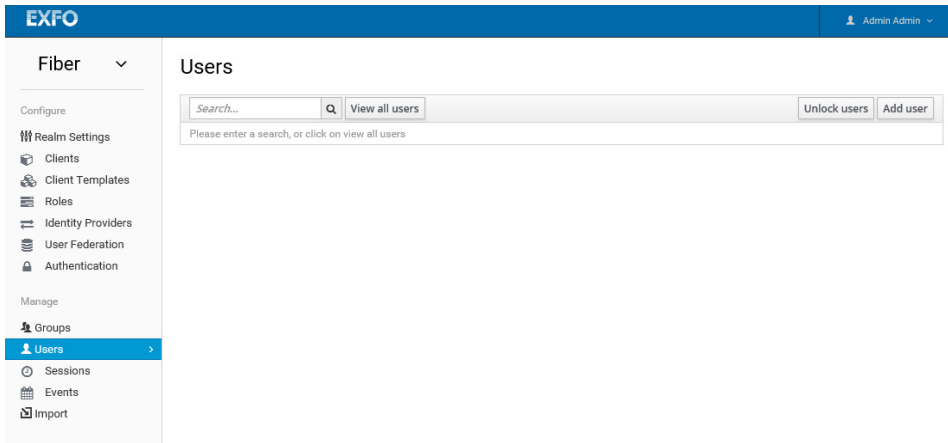 EXFO
Admin Admin
Fiber
Users
Configure
Search...
View all users
Unlock users
Add user
Please enter a search, or click on view all users
Realm Settings
Clients
Client Templates
Roles
Identity Providers
User Federation
Authentication
Manage
Groups
Users
Sessions
Events
Import